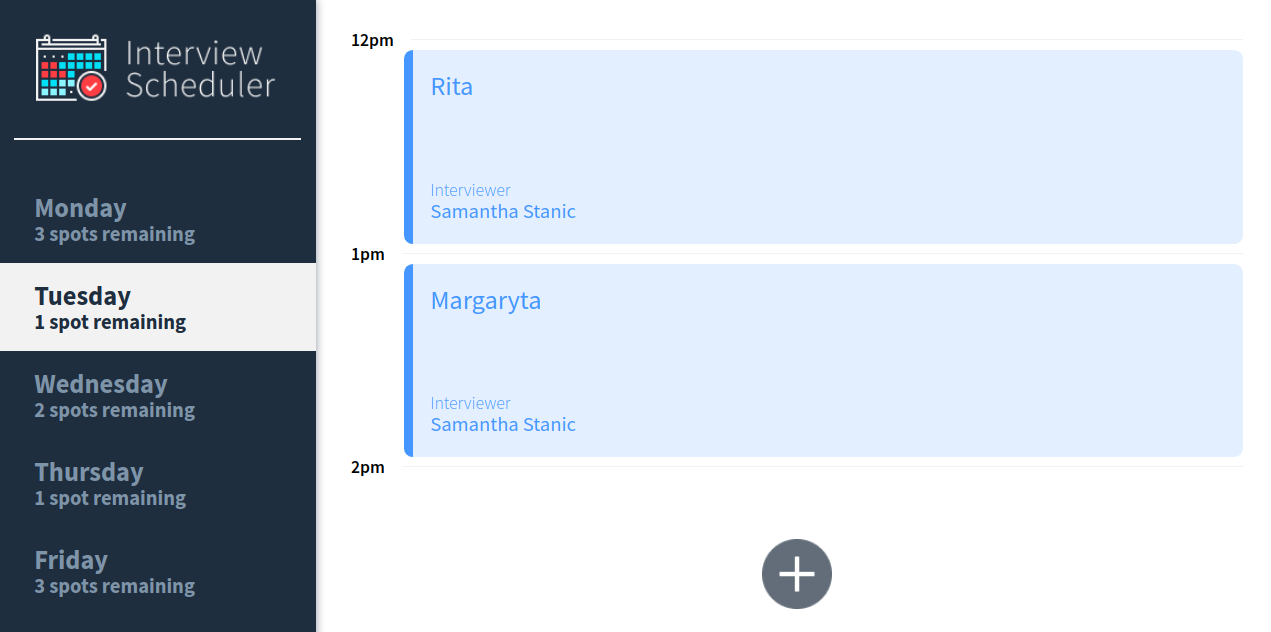 Interview
Scheduler
Monday
3 spots remaining
Tuesday
1 spot remaining
Wednesday
2 spots remaining
Thursday
1 spot remaining
Friday
3 spots remaining
12pm
Rita
Interviewer
Samantha Stanic
1pm
Margaryta
Interviewer
Samantha Stanic
2pm